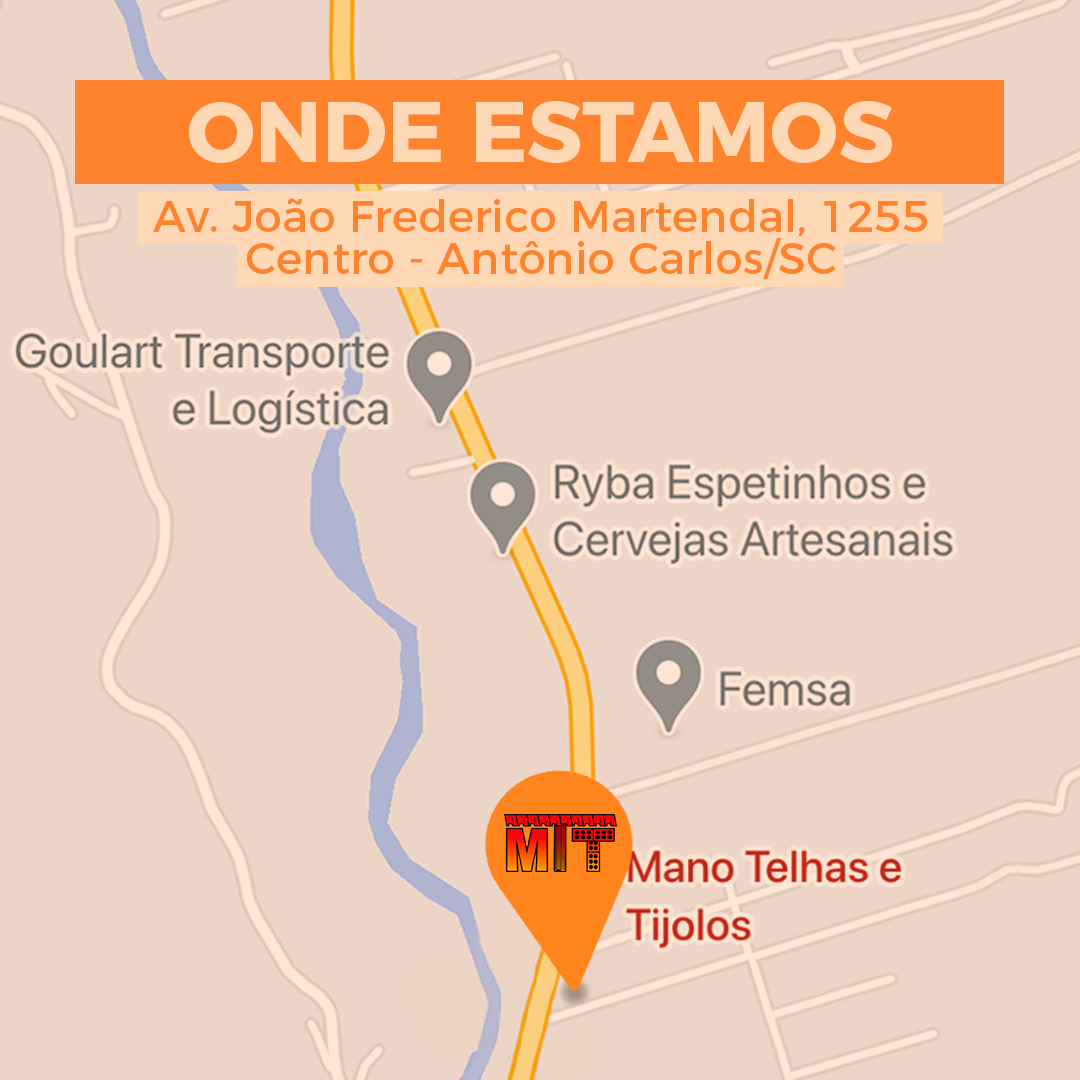 ONDE ESTAMOS
Av. João Frederico Martendal, 1255
Centro - Antônio Carlos/SC
Goulart Transporte
e Logística
Ryba Espetinhos e
Cervejas Artesanais
Femsa
MIT
Mano Telhas e
Tijolos